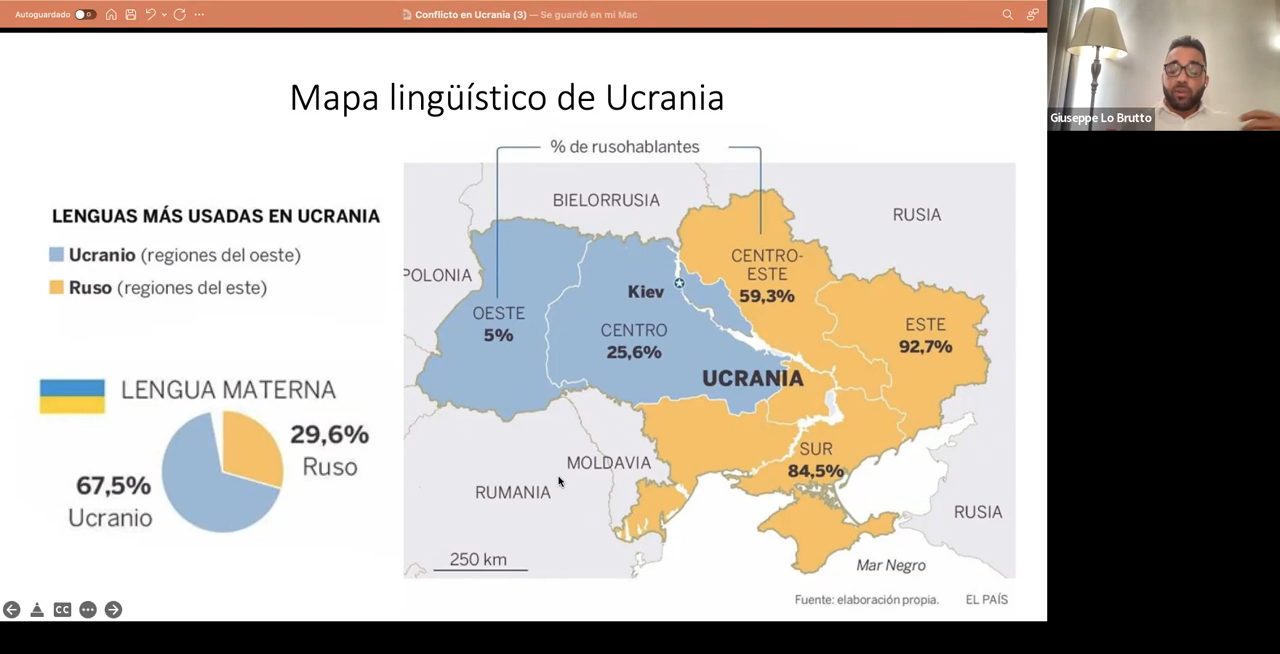 Autoguardado
Conflicto en Ucrania (3) — Se guardó en mi Mac
Giuseppe Lo Brutto
Mapa lingüístico de Ucrania
% de rusohablantes
LENGUAS MÁS USADAS EN UCRANIA
Ucranio (regiones del oeste)
Ruso (regiones del este)
LENGUA MATERNA
29,6%
Ruso
67,5%
Ucranio
BIELORRUSIA
RUSIA
POLONIA
CENTRO-
ESTE
59,3%
Kiev
OESTE
5%
CENTRO
25,6%
ESTE
92,7%
UCRANIA
SUR
84,5%
MOLDAVIA
RUMANIA
RUSIA
250 km
Mar Negro
Fuente: elaboración propia. EL PAÍS
CC